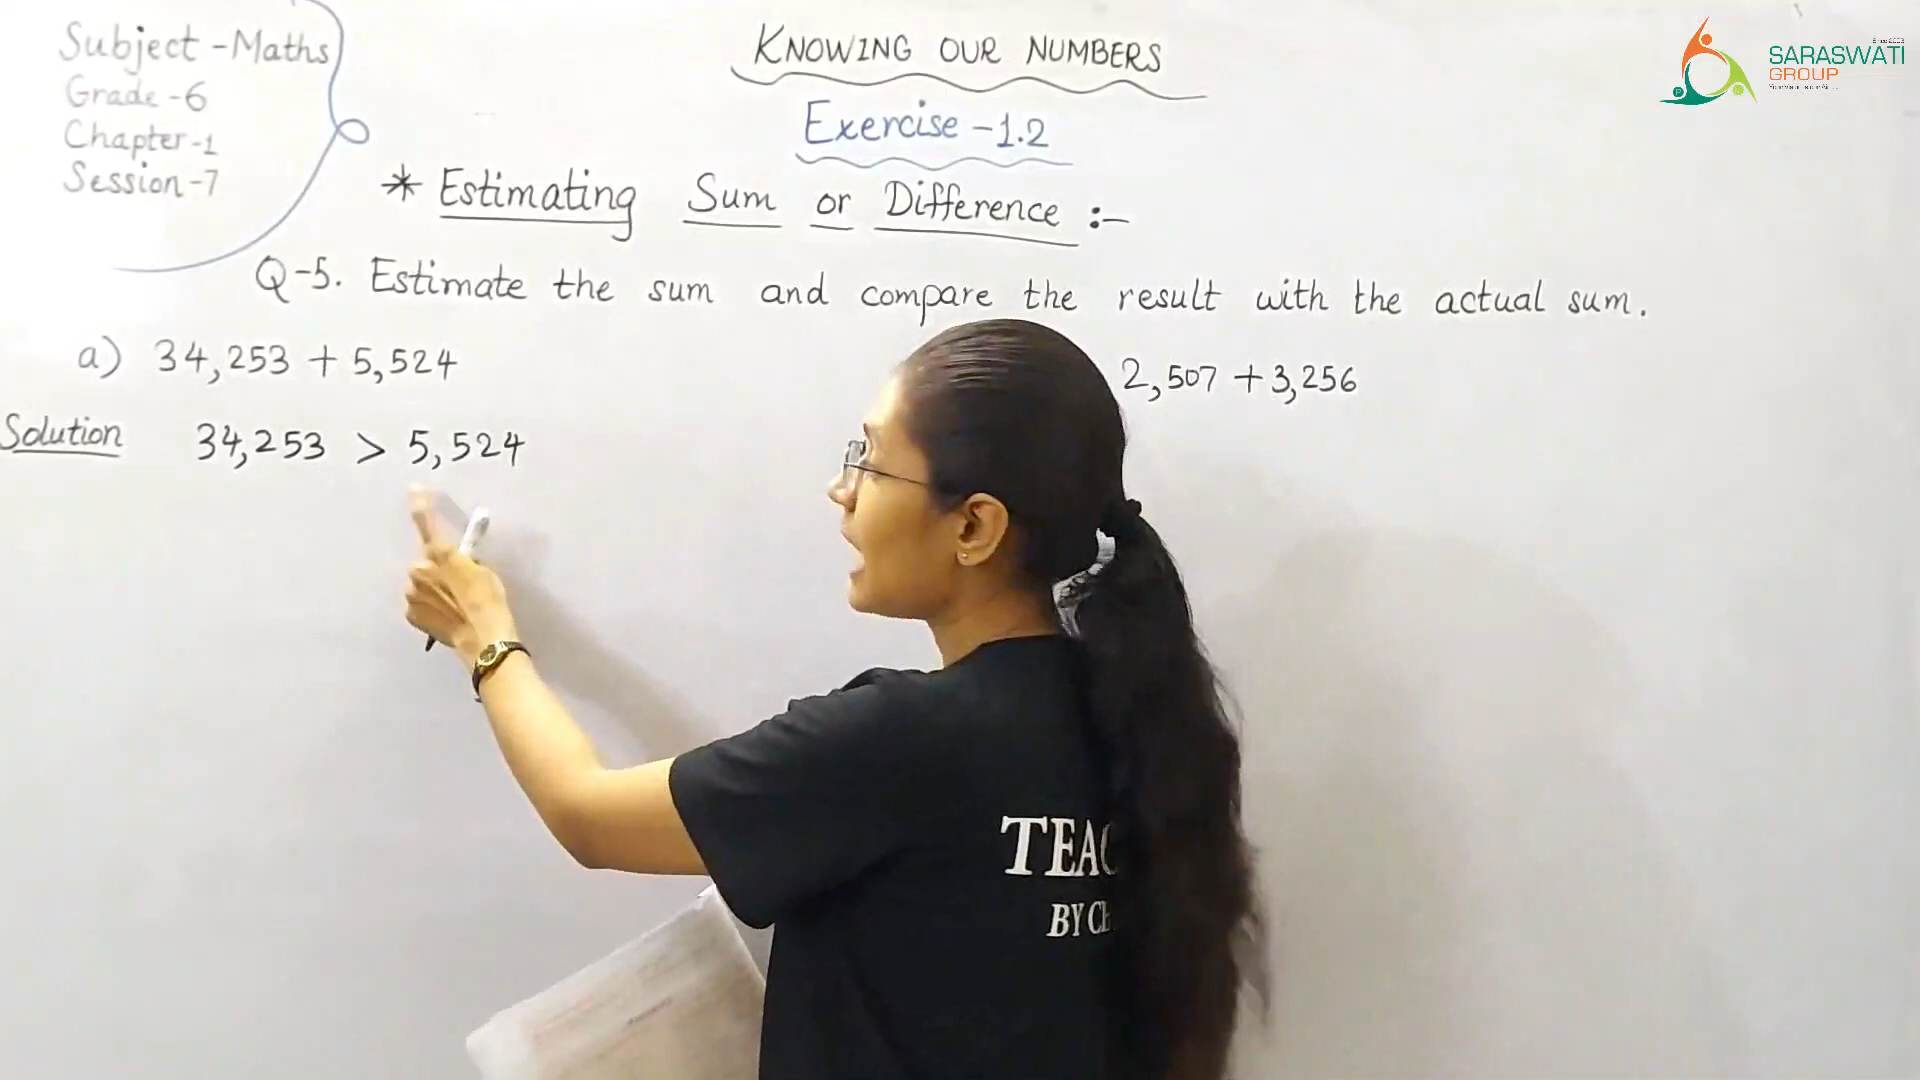 Subject -Maths
Grade -6
Chapter-1
Session-7
KNOWING OUR NUMBERS
Exercise -1.2
* Estimating Sum or Difference :-
Q-5. Estimate the sum and compare the result with the actual sum.
a) 34,253 + 5,524
2,507 + 3,256
Solution 34,253 > 5,524
TEAC
BY CH
SARASWATI
GROUP